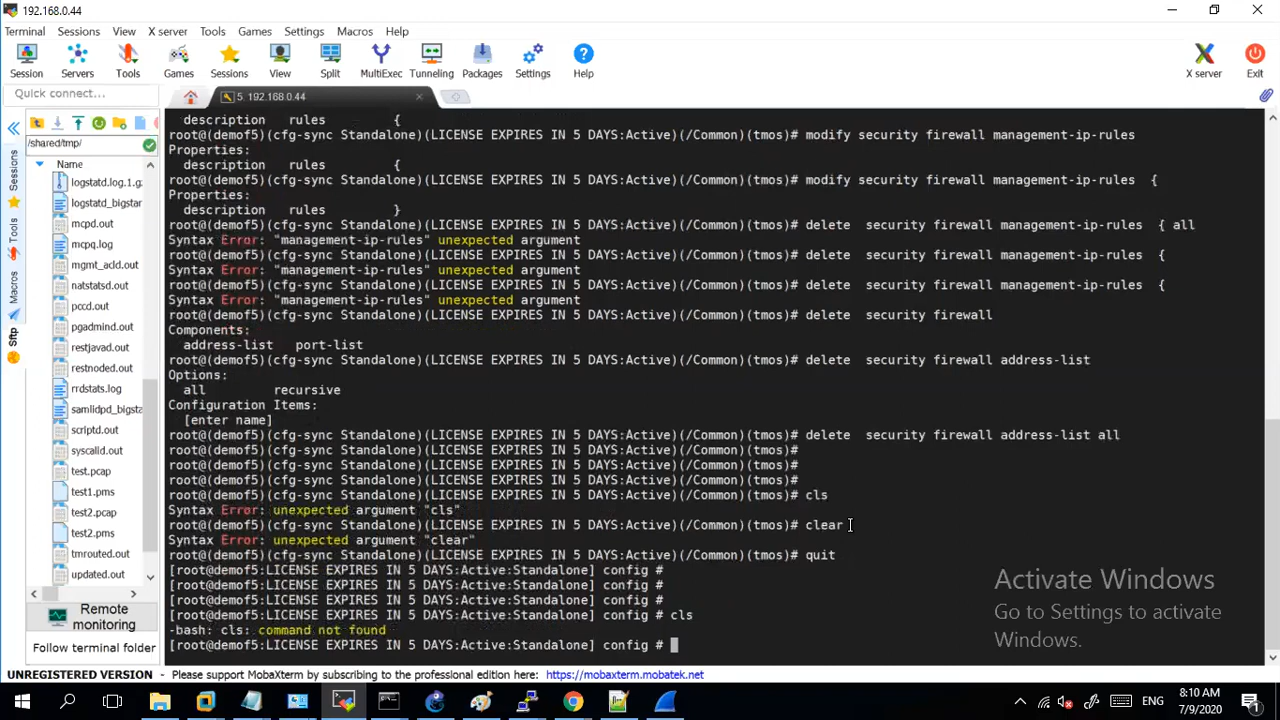 192.168.0.44
Terminal Sessions View X server Tools Games Settings Macros Help
Session Servers Tools Games Sessions View Split MultiExec Tunneling Packages Settings Help X server Exit
Quick connect...
5. 192.168.0.44
/shared/tmp/
Name
logstatd.log.1.g
logstatd_bigstar
mcpd.out
mcpq.log
mgmt_acld.out
natstatsd.out
pccd.out
pgadmind.out
restjavad.out
restnoded.out
rrdstats.log
samlidpd_bigsta
scriptd.out
syscalld.out
test.pcap
test1.pms
test2.pcap
test2.pms
tmrouted.out
updated.out
Remote
monitoring
Follow terminal folder
Sessions
Tools
Macros
Sftp
description rules {
root@(demof5)(cfg-sync Standalone)(LICENSE EXPIRES IN 5 DAYS:Active)(/Common)(tmos)# modify security firewall management-ip-rules
Properties:
description rules {
root@(demof5)(cfg-sync Standalone)(LICENSE EXPIRES IN 5 DAYS:Active)(/Common)(tmos)# modify security firewall management-ip-rules {
Properties:
description rules }
root@(demof5)(cfg-sync Standalone)(LICENSE EXPIRES IN 5 DAYS:Active)(/Common)(tmos)# delete security firewall management-ip-rules { all
Syntax Error: "management-ip-rules" unexpected argument
root@(demof5)(cfg-sync Standalone)(LICENSE EXPIRES IN 5 DAYS:Active)(/Common)(tmos)# delete security firewall management-ip-rules {
Syntax Error: "management-ip-rules" unexpected argument
root@(demof5)(cfg-sync Standalone)(LICENSE EXPIRES IN 5 DAYS:Active)(/Common)(tmos)# delete security firewall management-ip-rules {
Syntax Error: "management-ip-rules" unexpected argument
root@(demof5)(cfg-sync Standalone)(LICENSE EXPIRES IN 5 DAYS:Active)(/Common)(tmos)# delete security firewall
Components:
address-list port-list
root@(demof5)(cfg-sync Standalone)(LICENSE EXPIRES IN 5 DAYS:Active)(/Common)(tmos)# delete security firewall address-list
Options:
all recursive
Configuration Items:
[enter name]
root@(demof5)(cfg-sync Standalone)(LICENSE EXPIRES IN 5 DAYS:Active)(/Common)(tmos)# delete security firewall address-list all
root@(demof5)(cfg-sync Standalone)(LICENSE EXPIRES IN 5 DAYS:Active)(/Common)(tmos)#
root@(demof5)(cfg-sync Standalone)(LICENSE EXPIRES IN 5 DAYS:Active)(/Common)(tmos)#
root@(demof5)(cfg-sync Standalone)(LICENSE EXPIRES IN 5 DAYS:Active)(/Common)(tmos)#
root@(demof5)(cfg-sync Standalone)(LICENSE EXPIRES IN 5 DAYS:Active)(/Common)(tmos)# cls
Syntax Error: unexpected argument "cls"
root@(demof5)(cfg-sync Standalone)(LICENSE EXPIRES IN 5 DAYS:Active)(/Common)(tmos)# clear
Syntax Error: unexpected argument "clear"
root@(demof5)(cfg-sync Standalone)(LICENSE EXPIRES IN 5 DAYS:Active)(/Common)(tmos)# quit
[root@demof5:LICENSE EXPIRES IN 5 DAYS:Active:Standalone] config #
[root@demof5:LICENSE EXPIRES IN 5 DAYS:Active:Standalone] config #
[root@demof5:LICENSE EXPIRES IN 5 DAYS:Active:Standalone] config #
[root@demof5:LICENSE EXPIRES IN 5 DAYS:Active:Standalone] config # cls
-bash: cls: command not found
[root@demof5:LICENSE EXPIRES IN 5 DAYS:Active:Standalone] config #
Activate Windows
Go to Settings to activate
Windows.
UNREGISTERED VERSION - Please support MobaXterm by subscribing to the professional edition here: https://mobaxterm.mobatek.net
ENG
8:10 AM
7/9/2020
1